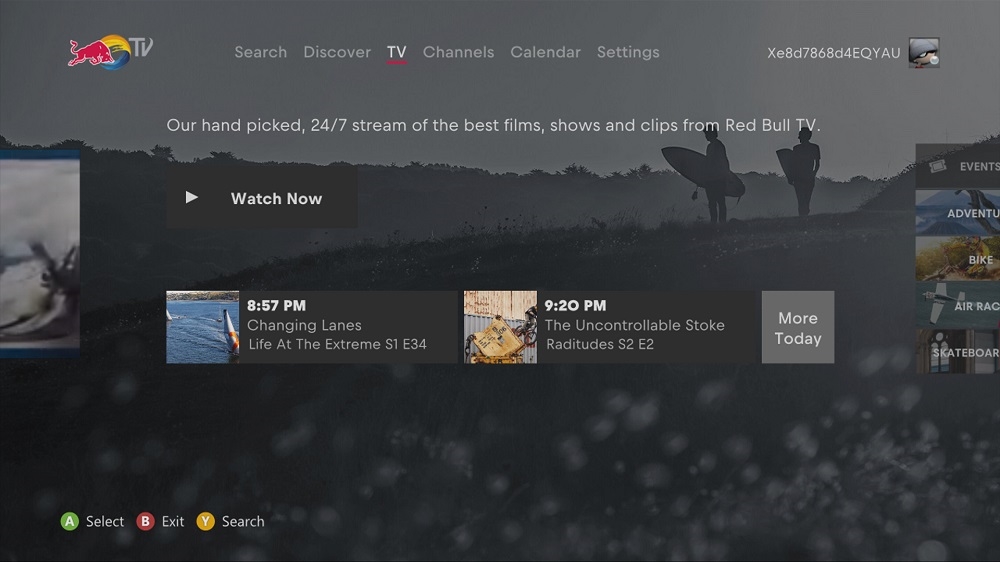 TV
Search Discover TV Channels Calendar Settings
Xe8d7868d4EQYAU
Our hand picked, 24/7 stream of the best films, shows and clips from Red Bull TV.
Watch Now
8:57 PM
Changing Lanes
Life At The Extreme S1 E34
9:20 PM
The Uncontrollable Stoke
Raditudes S2 E2
More
Today
EVENTS
ADVENTU
BIKE
AIR RAC
SKATEBOAR
A Select B Exit Y Search